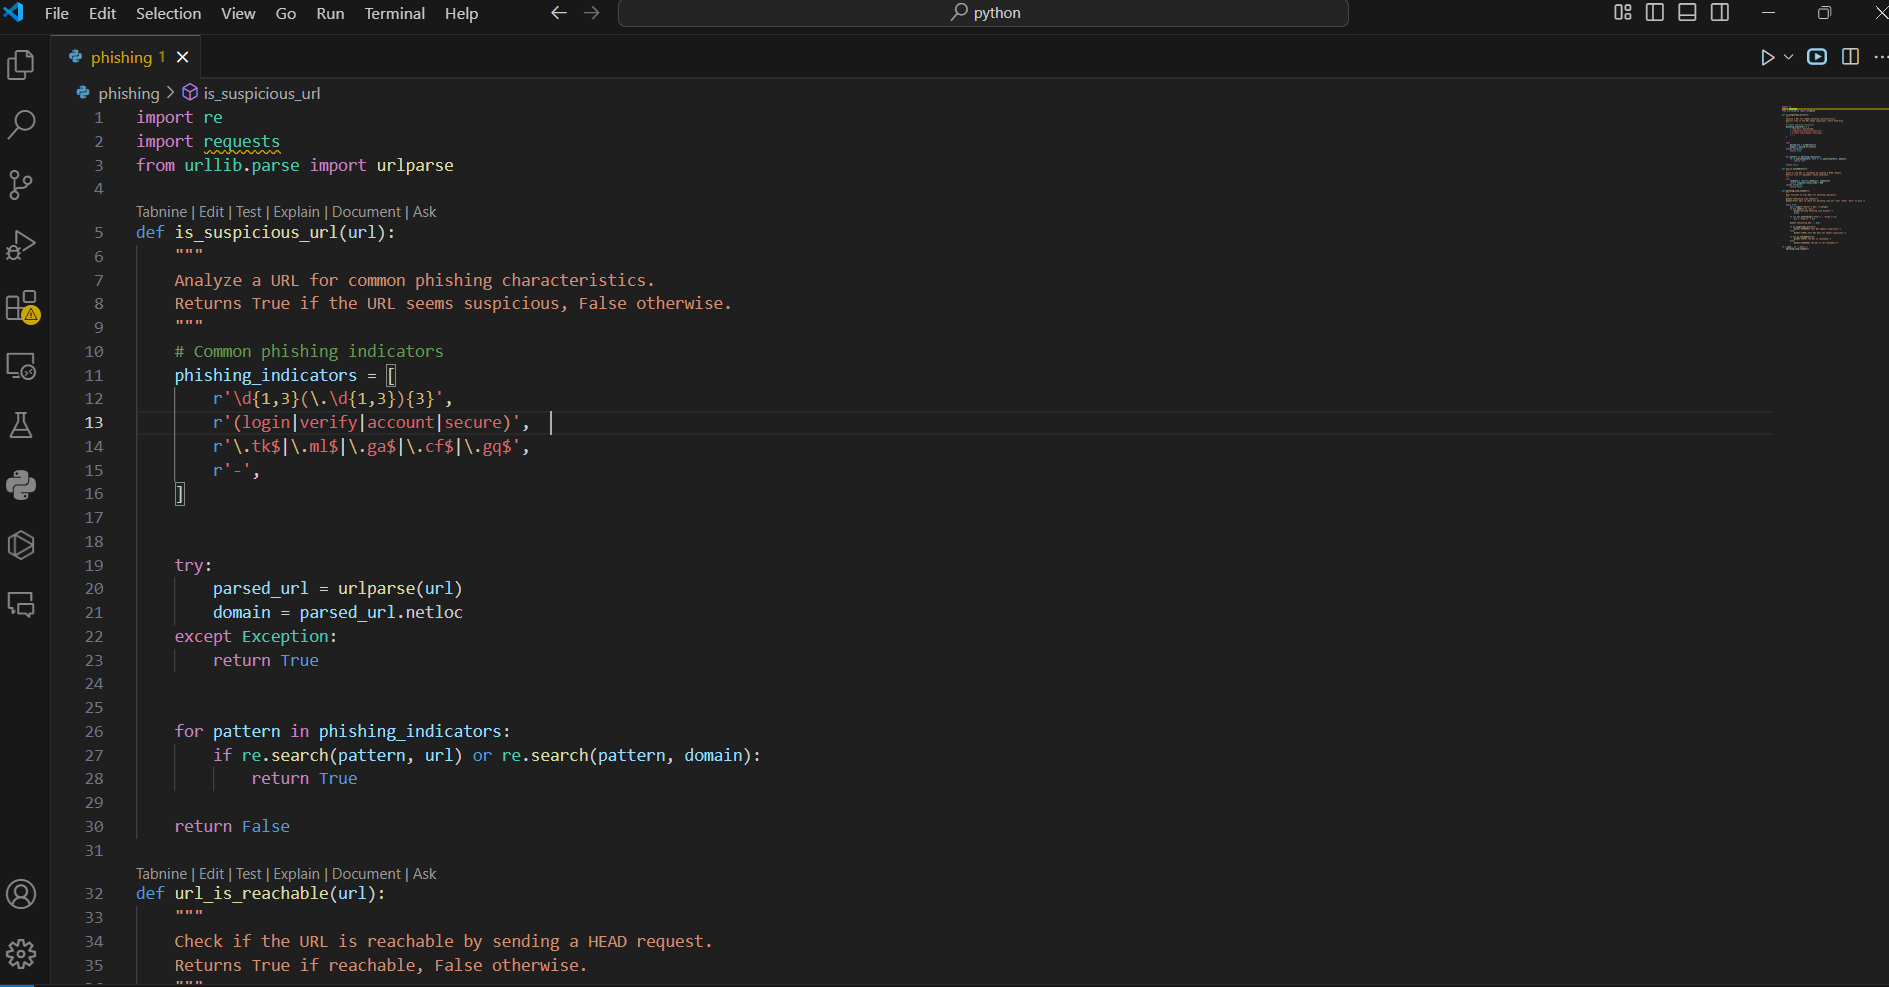 File Edit Selection View Go Run Terminal Help
python
phishing 1
phishing > is_suspicious_url
1 import re
2 import requests
3 from urllib.parse import urlparse
4
Tabnine | Edit | Test | Explain | Document | Ask
5 def is_suspicious_url(url):
6     """
7     Analyze a URL for common phishing characteristics.
8     Returns True if the URL seems suspicious, False otherwise.
9     """
10     # Common phishing indicators
11     phishing_indicators = [
12         r'\d{1,3}(\.\d{1,3}){3}',
13         r'(login|verify|account|secure)',
14         r'\.tk$|\.ml$|\.ga$|\.cf$|\.gq$',
15         r'-',
16     ]
17
18
19     try:
20         parsed_url = urlparse(url)
21         domain = parsed_url.netloc
22     except Exception:
23         return True
24
25
26     for pattern in phishing_indicators:
27         if re.search(pattern, url) or re.search(pattern, domain):
28             return True
29
30     return False
31
Tabnine | Edit | Test | Explain | Document | Ask
32 def url_is_reachable(url):
33     """
34     Check if the URL is reachable by sending a HEAD request.
35     Returns True if reachable, False otherwise.
    """